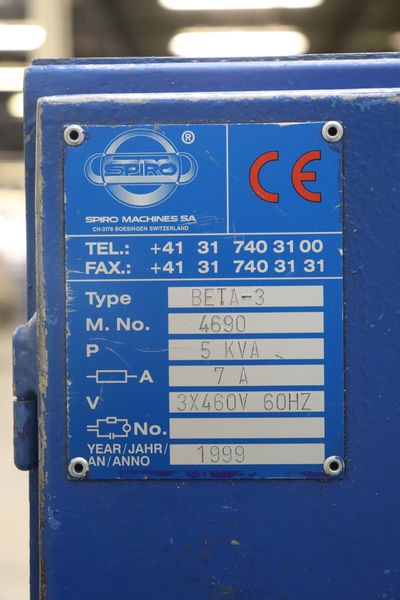 SPIRO ®
SPIRO MACHINES SA
CH-3178 BOESINGEN SWITZERLAND
CE
TEL.: +41 31 740 31 00
FAX.: +41 31 740 31 31
Type BETA-3
M. No. 4690
P 5 KVA
A 7 A
V 3X460V 60HZ
No.
YEAR/JAHR/
AN/ANNO 1999